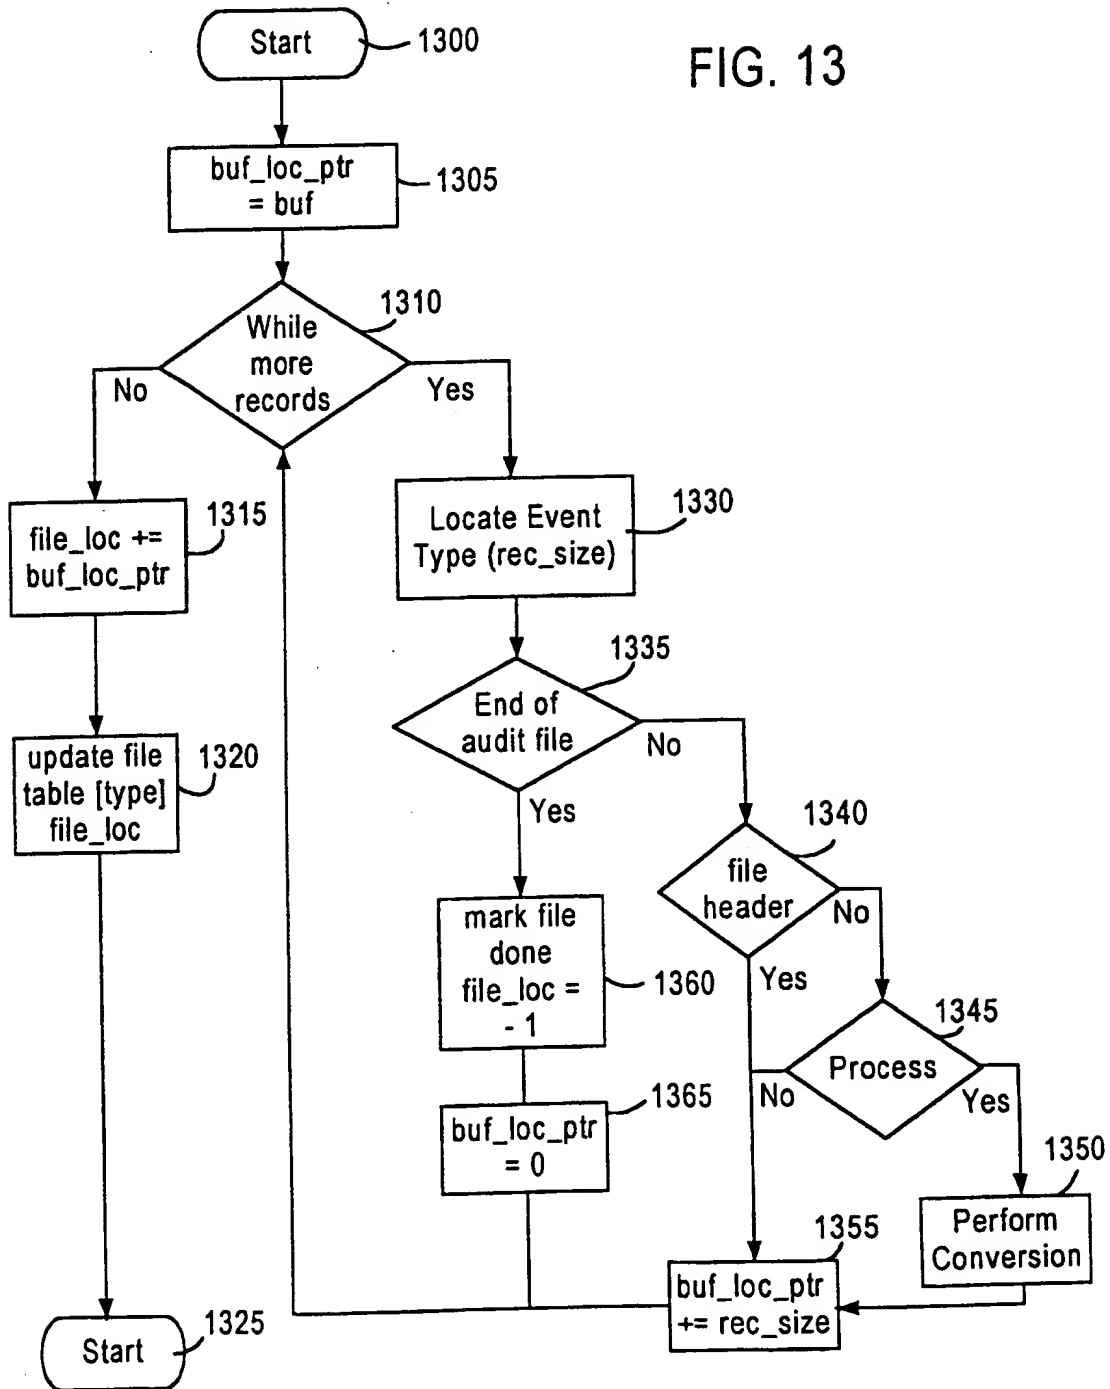 Start
1300
FIG. 13
buf_loc_ptr
= buf
1305
1310
While
more
records
No
Yes
file_loc +=
buf_loc_ptr
1315
Locate Event
Type (rec_size)
1330
update file
table [type]
file_loc
1320
End of
audit file
1335
No
Yes
file
header
1340
No
Yes
mark file
done
file_loc =
- 1
1360
Process
1345
No
Yes
buf_loc_ptr
= 0
1365
Perform
Conversion
1350
buf_loc_ptr
+= rec_size
1355
Start
1325